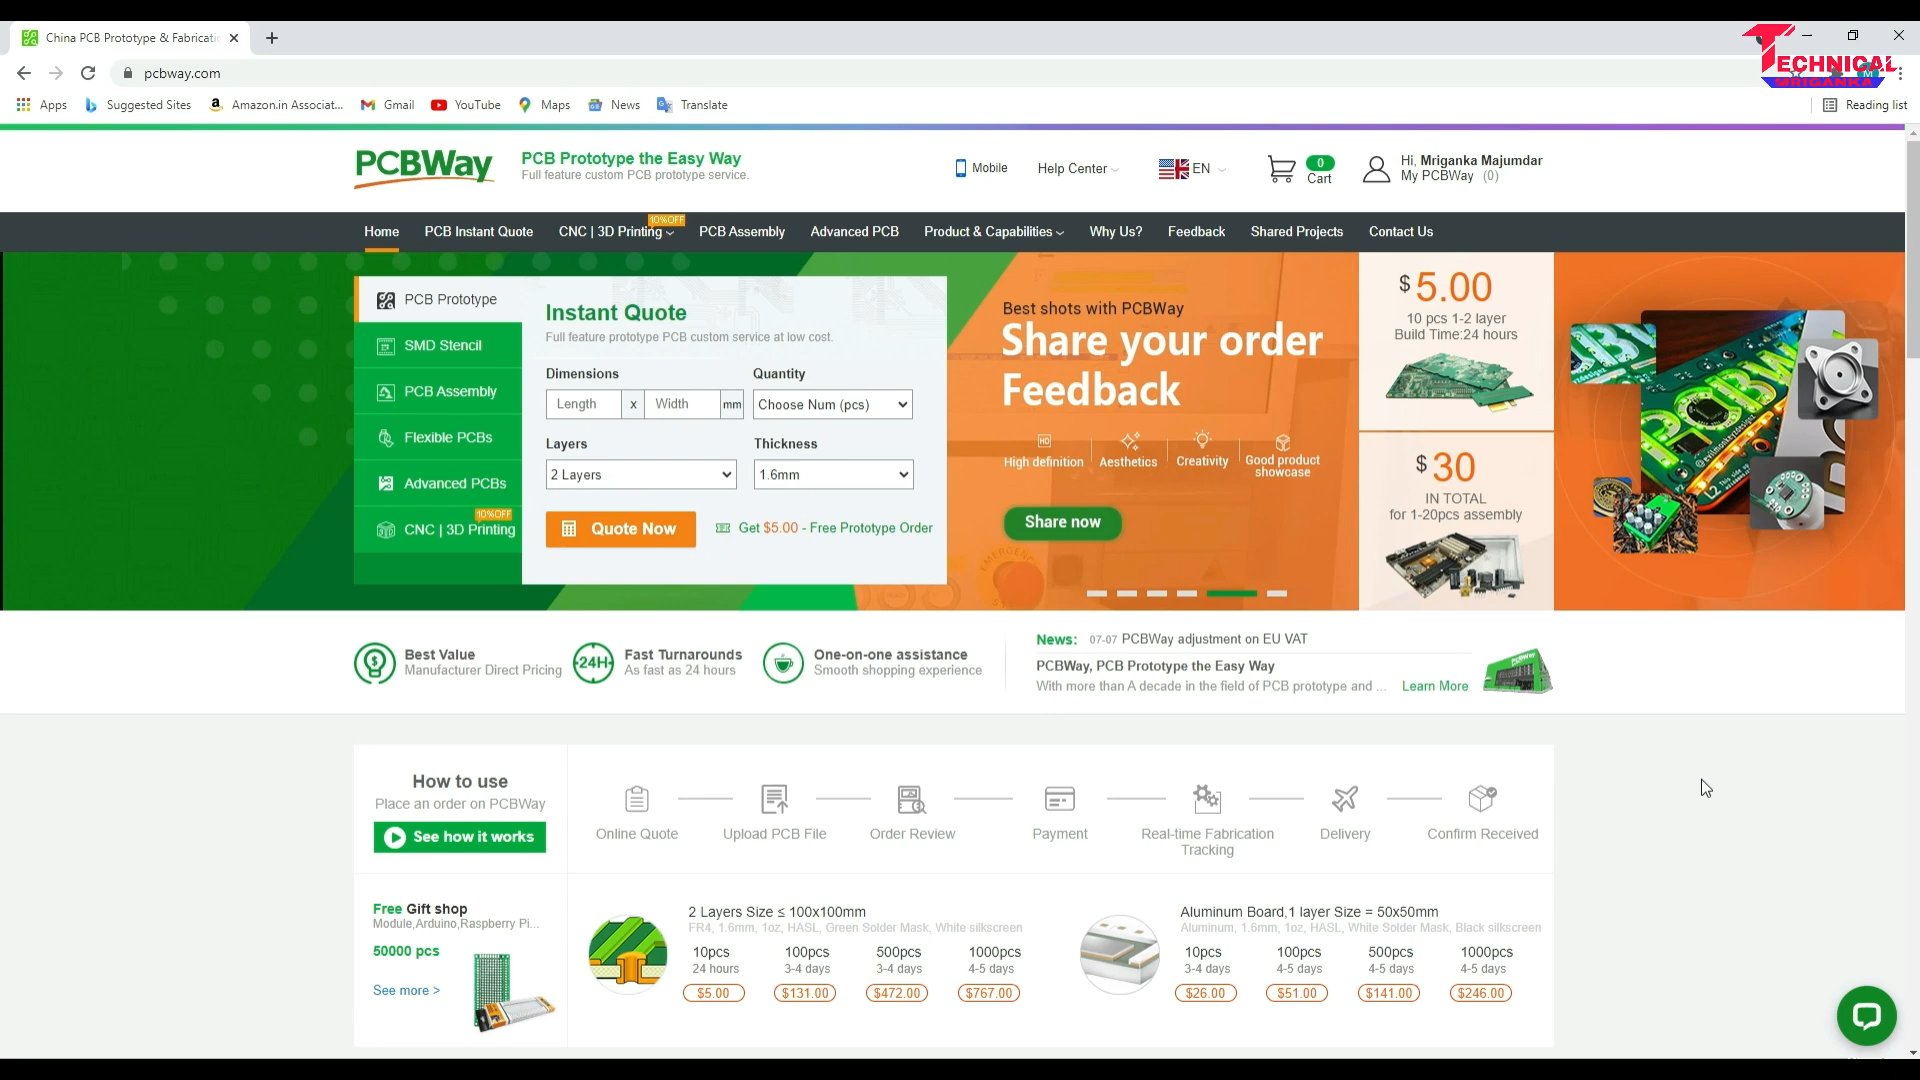 China PCB Prototype & Fabricati
TECHNICAL
MRIGANKA
pcbway.com
Apps
Suggested Sites
Amazon.in Associat...
Gmail
YouTube
Maps
News
Translate
Reading list
PCBWay
PCB Prototype the Easy Way
Full feature custom PCB prototype service.
Mobile
Help Center
EN
0
Cart
Hi, Mriganka Majumdar
My PCBWay (0)
10%OFF
Home
PCB Instant Quote
CNC | 3D Printing
PCB Assembly
Advanced PCB
Product & Capabilities
Why Us?
Feedback
Shared Projects
Contact Us
PCB Prototype
SMD Stencil
PCB Assembly
Flexible PCBs
Advanced PCBs
10%OFF
CNC | 3D Printing
Instant Quote
Full feature prototype PCB custom service at low cost.
Dimensions
Quantity
Length x Width mm
Choose Num (pcs)
Layers
Thickness
2 Layers
1.6mm
Quote Now
Get $5.00 - Free Prototype Order
Best shots with PCBWay
Share your order
Feedback
HD
High definition
Aesthetics
Creativity
Good product
showcase
Share now
$5.00
10 pcs 1-2 layer
Build Time:24 hours
$30
IN TOTAL
for 1-20pcs assembly
Best Value
Manufacturer Direct Pricing
24H
Fast Turnarounds
As fast as 24 hours
One-on-one assistance
Smooth shopping experience
News: 07-07 PCBWay adjustment on EU VAT
PCBWay, PCB Prototype the Easy Way
With more than A decade in the field of PCB prototype and ... Learn More
How to use
Place an order on PCBWay
See how it works
Online Quote
Upload PCB File
Order Review
Payment
Real-time Fabrication
Tracking
Delivery
Confirm Received
Free Gift shop
Module,Arduino,Raspberry Pi...
50000 pcs
See more >
2 Layers Size ≤ 100x100mm
FR4, 1.6mm, 1oz, HASL, Green Solder Mask, White silkscreen
10pcs 100pcs 500pcs 1000pcs
24 hours 3-4 days 3-4 days 4-5 days
$5.00 $131.00 $472.00 $767.00
Aluminum Board,1 layer Size = 50x50mm
Aluminum, 1.6mm, 1oz, HASL, White Solder Mask, Black silkscreen
10pcs 100pcs 500pcs 1000pcs
3-4 days 4-5 days 4-5 days 4-5 days
$26.00 $51.00 $141.00 $246.00